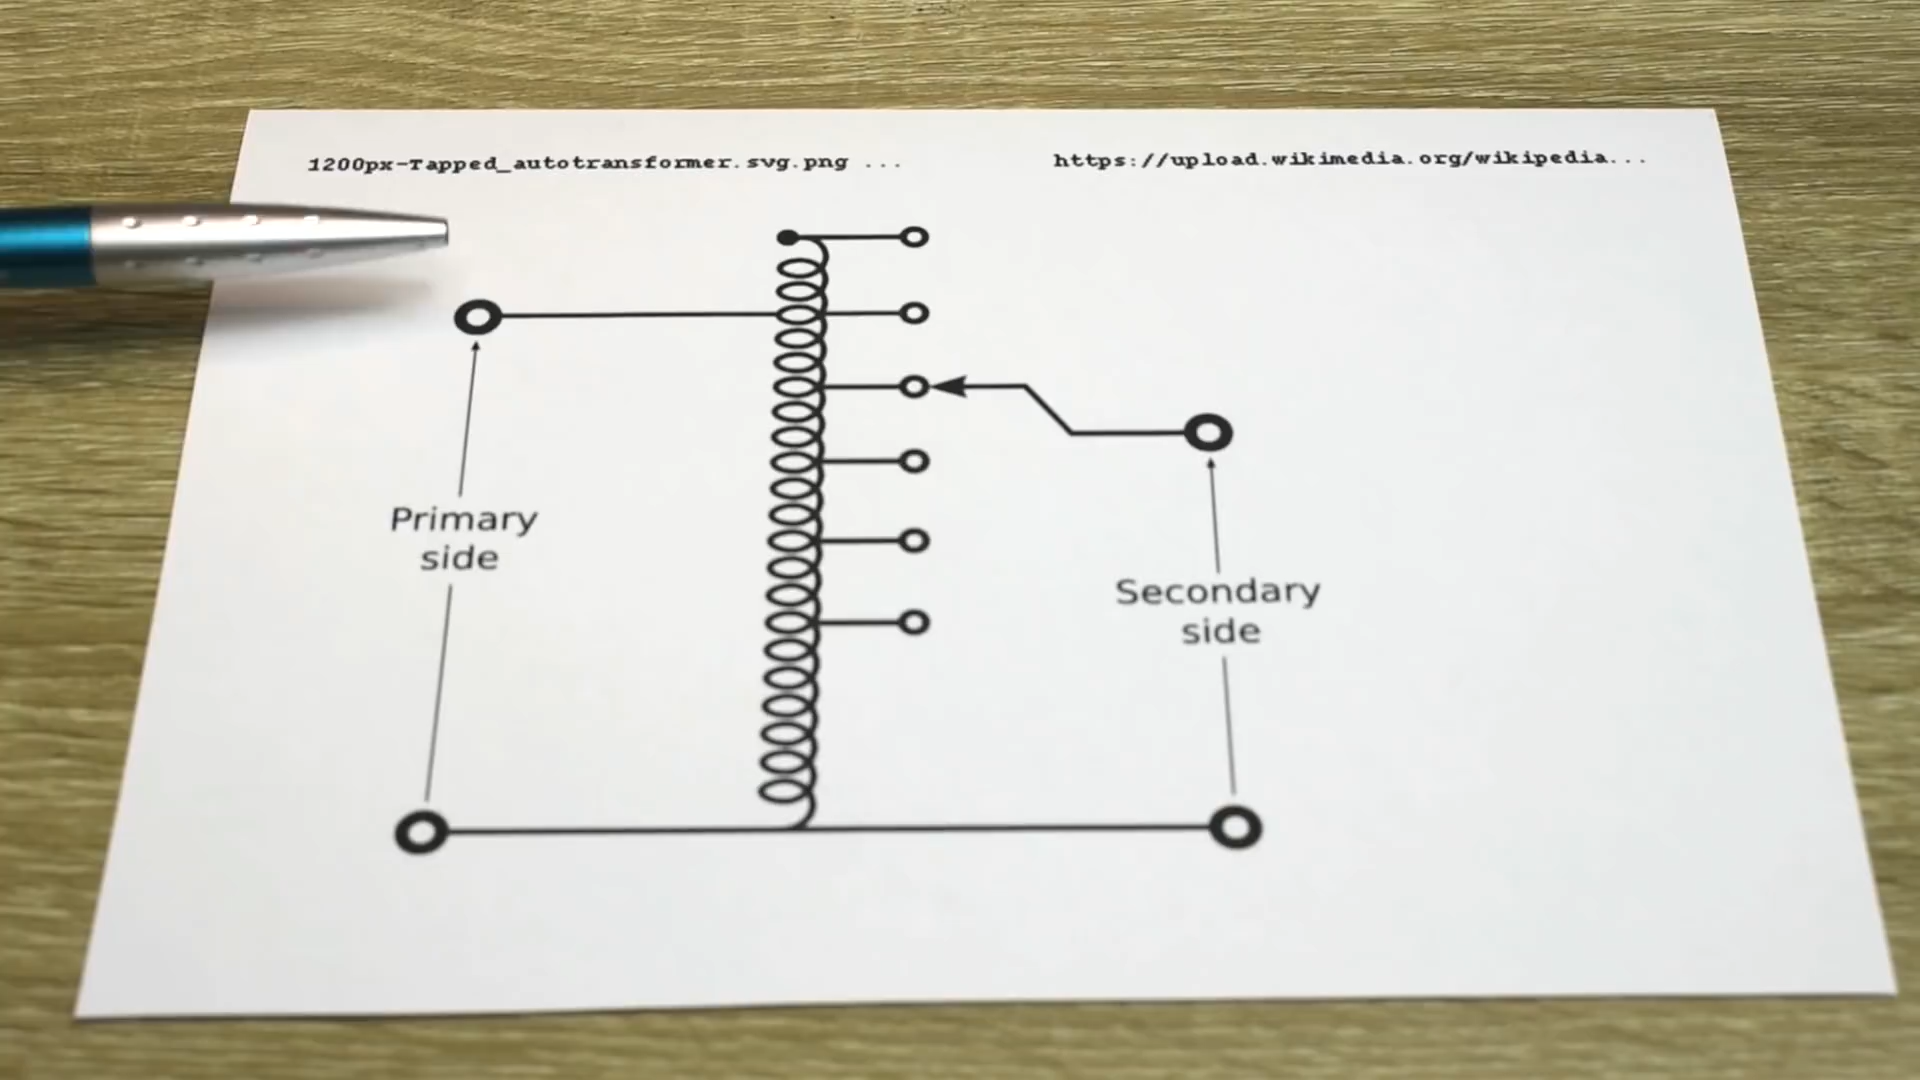 1200px-Tapped_autotransformer.svg.png ...
https://upload.wikimedia.org/wikipedia...
Primary
side
Secondary
side